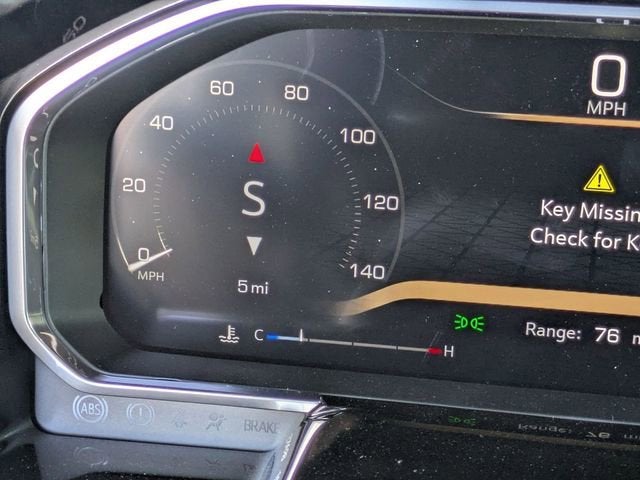 0
MPH
60
80
40
100
20
S
120
0
MPH
140
5 mi
Key Missin
Check for K
C
H
Range: 76 m
ABS
BRAKE